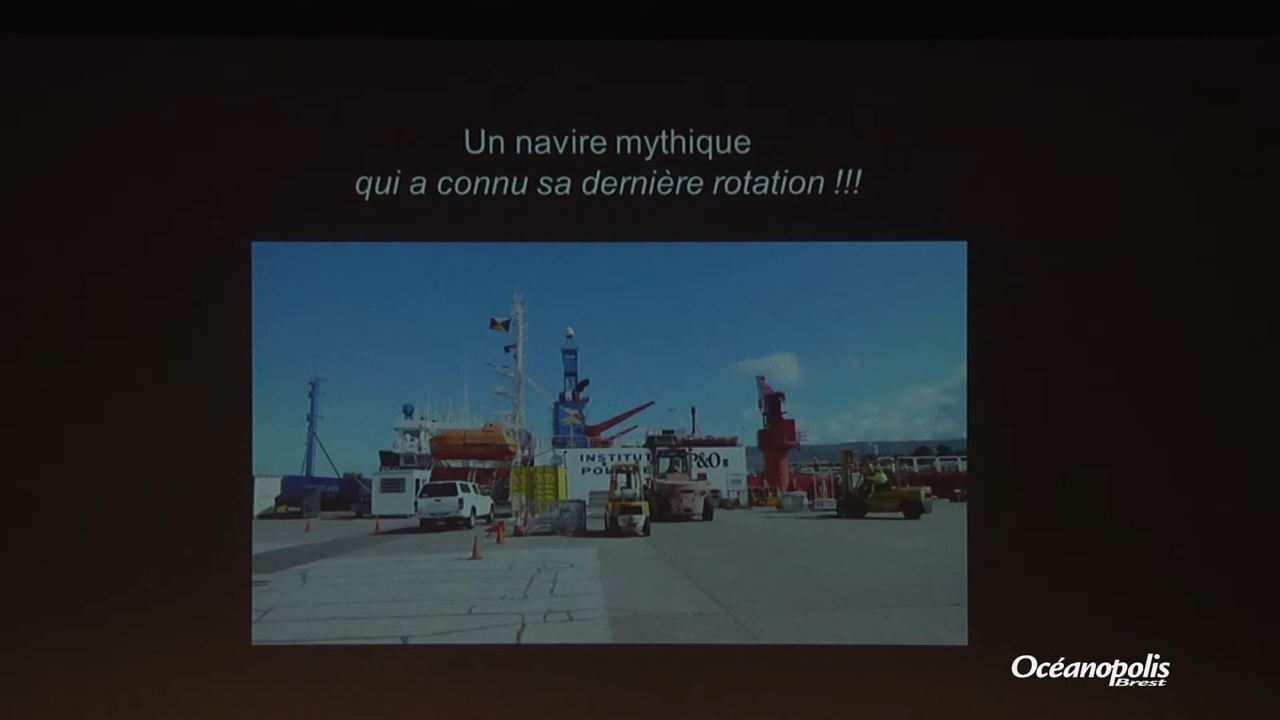 Un navire mythique
qui a connu sa dernière rotation !!!
INSTITUT
P&O
Océanopolis
Brest